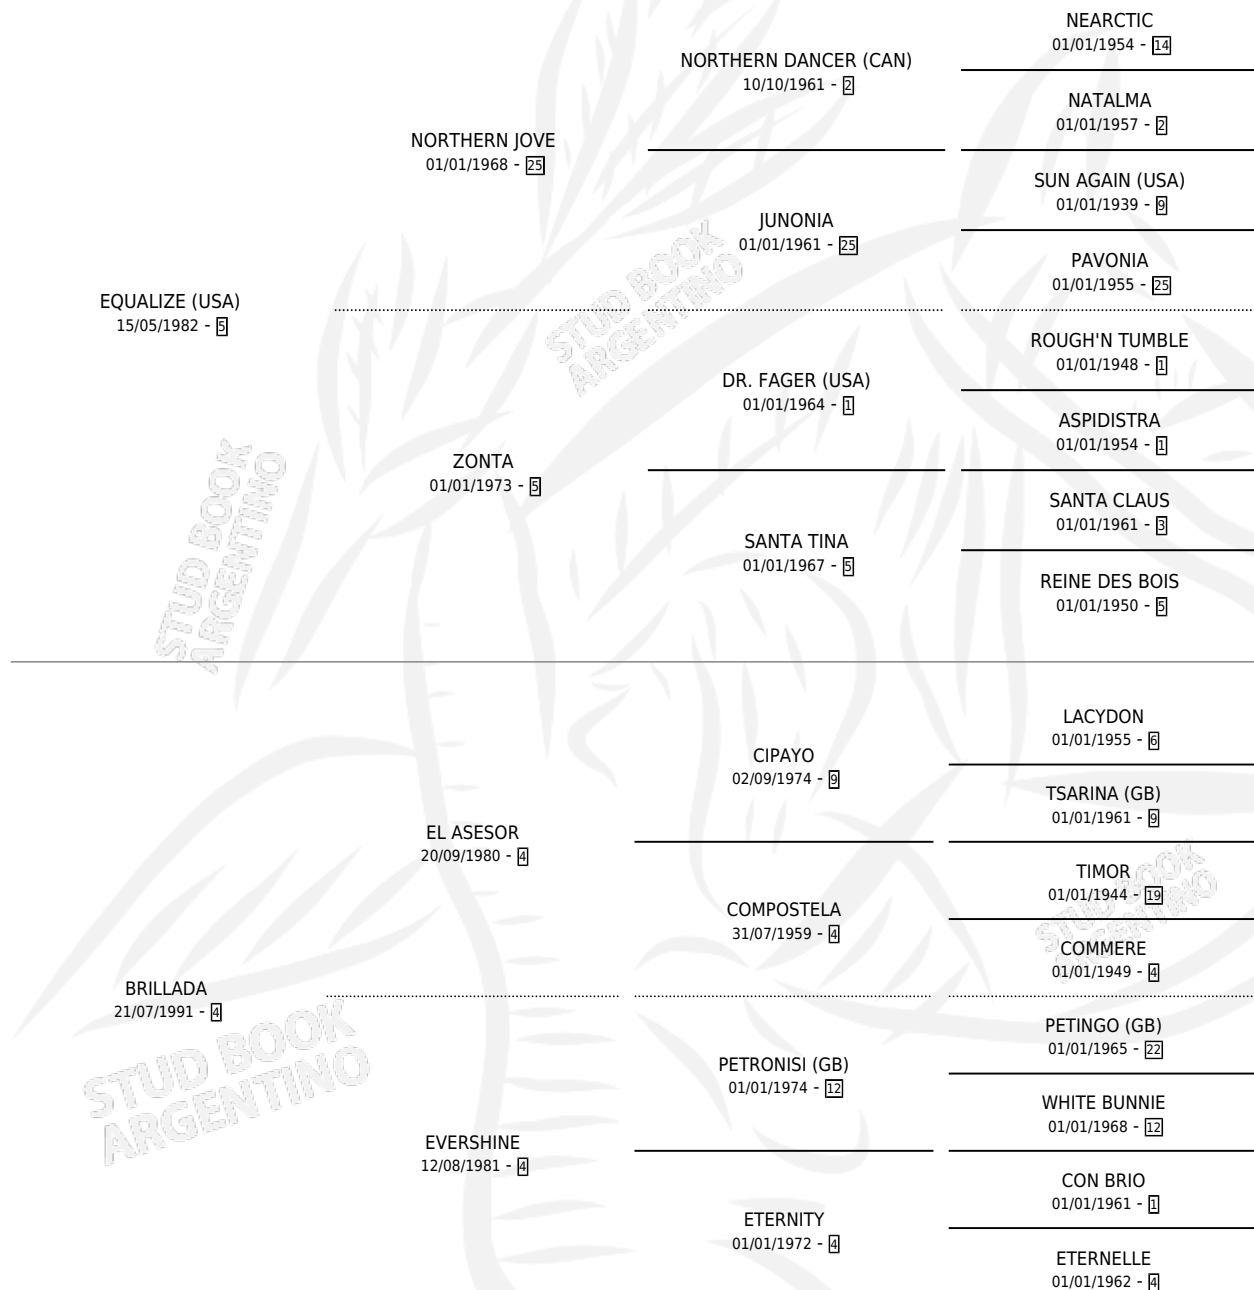 NEARCTIC
01/01/1954 - 14
NORTHERN DANCER (CAN)
10/10/1961 - 2
NATALMA
01/01/1957 - 2
NORTHERN JOVE
01/01/1968 - 25
SUN AGAIN (USA)
01/01/1939 - 9
JUNONIA
01/01/1961 - 25
PAVONIA
01/01/1955 - 25
EQUALIZE (USA)
15/05/1982 - 5
ROUGH'N TUMBLE
01/01/1948 - 1
DR. FAGER (USA)
01/01/1964 - 1
ASPIDISTRA
01/01/1954 - 1
ZONTA
01/01/1973 - 5
SANTA CLAUS
01/01/1961 - 3
SANTA TINA
01/01/1967 - 5
REINE DES BOIS
01/01/1950 - 5
LACYDON
01/01/1955 - 6
CIPAYO
02/09/1974 - 9
TSARINA (GB)
01/01/1961 - 9
EL ASESOR
20/09/1980 - 4
TIMOR
01/01/1944 - 19
COMPOSTELA
31/07/1959 - 4
COMMERE
01/01/1949 - 4
BRILLADA
21/07/1991 - 4
PETINGO (GB)
01/01/1965 - 22
PETRONISI (GB)
01/01/1974 - 12
WHITE BUNNIE
01/01/1968 - 12
EVERSHINE
12/08/1981 - 4
CON BRIO
01/01/1961 - 1
ETERNITY
01/01/1972 - 4
ETERNELLE
01/01/1962 - 4
STUD BOOK
ARGENTINO
STUD BOOK
ARGENTINO
STUD BOOK
ARGENTINO
STUD BOOK
ARGENTINO